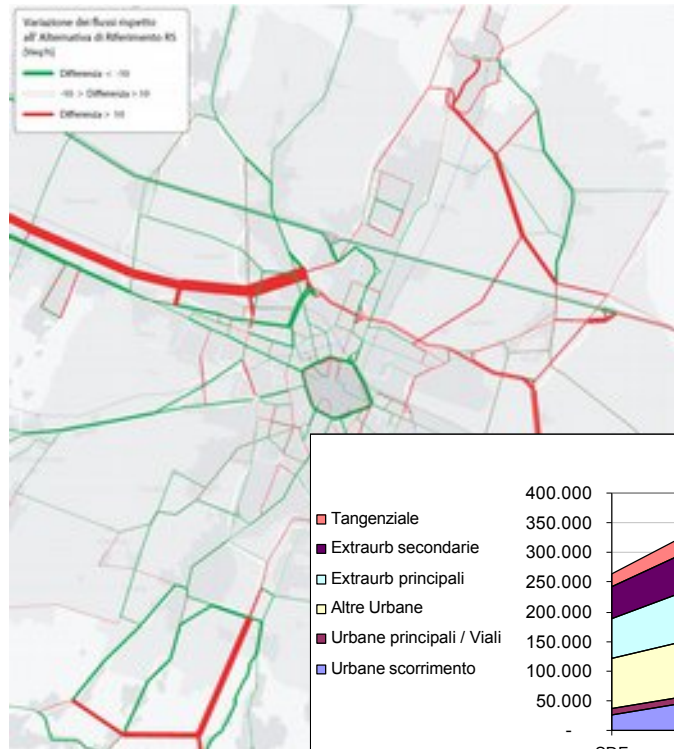 Variazione dei flussi rispetto
all' Alternativa di Riferimento RS
Differenza < -10
-10 > Differenza > 10
Differenza > 10
Tangenziale
Extraurb secondarie
Extraurb principali
Altre Urbane
Urbane principali / Viali
Urbane scorrimento
400.000
350.000
300.000
250.000
200.000
150.000
100.000
50.000
-